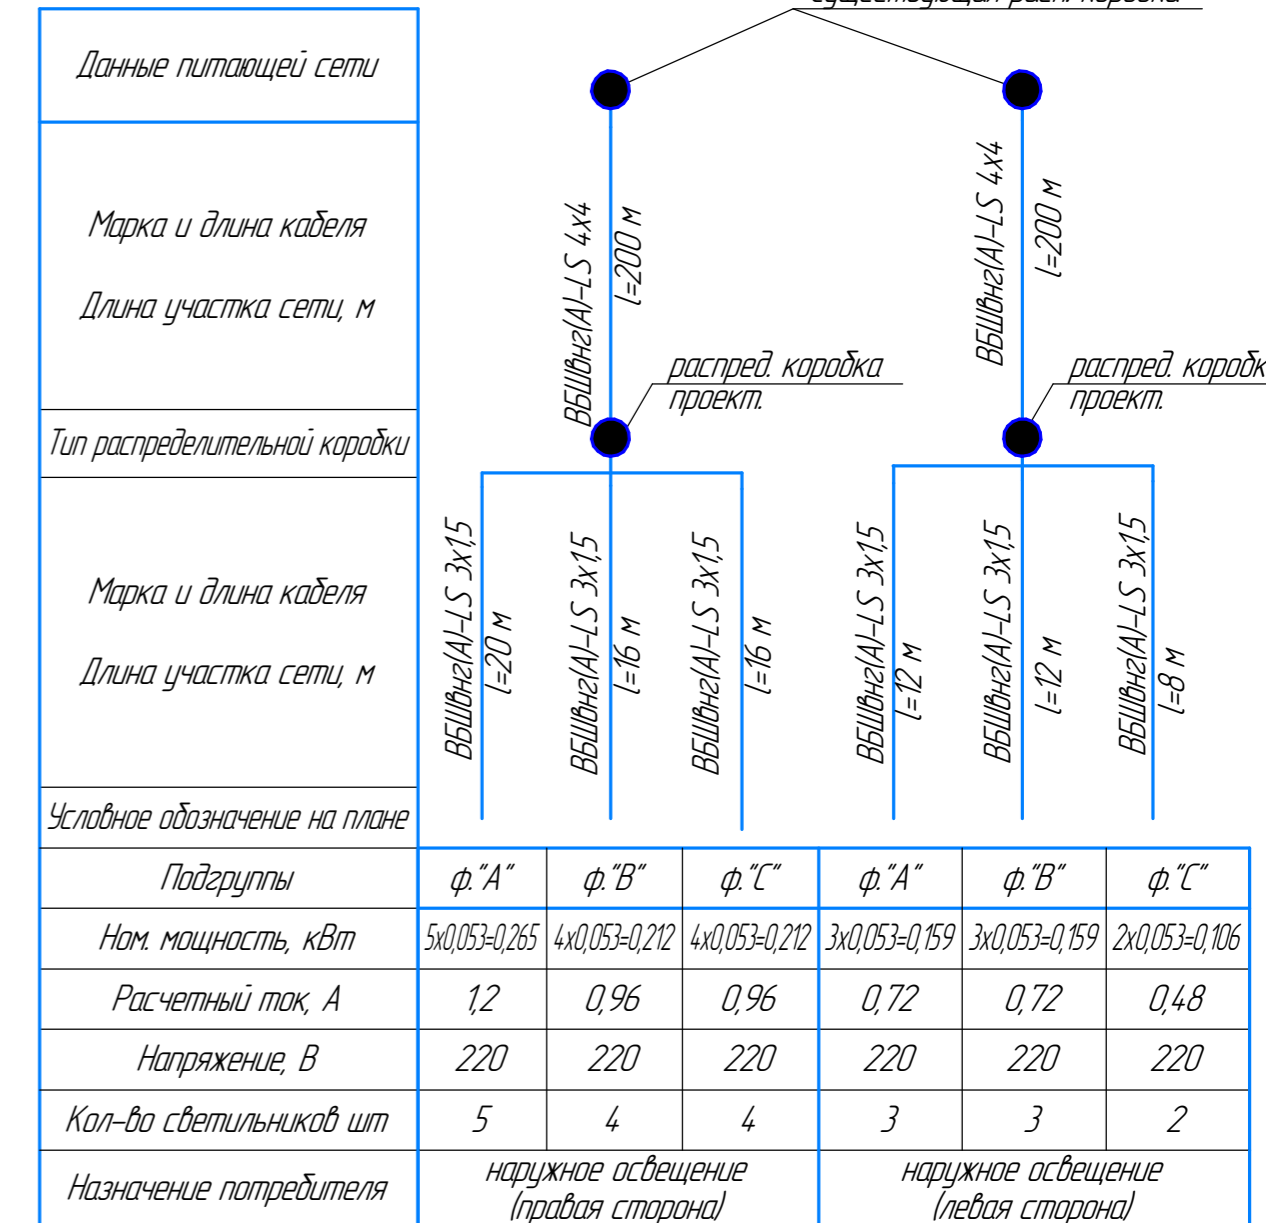 Данные питающей сети
ВБШвнг(А)-LS 4х4
l=200 м
ВБШвнг(А)-LS 4х4
l=200 м
Марка и длина кабеля
Длина участка сети, м
распред. коробка
проект.
распред. коробк
проект.
Тип распределительной коробки
Марка и длина кабеля
Длина участка сети, м
ВБШвнг(А)-LS 3х1,5
l=20 м
ВБШвнг(А)-LS 3х1,5
l=16 м
ВБШвнг(А)-LS 3х1,5
l=16 м
ВБШвнг(А)-LS 3х1,5
l=12 м
ВБШвнг(А)-LS 3х1,5
l=12 м
ВБШвнг(А)-LS 3х1,5
l=8 м
Условное обозначение на плане
Подгруппы ф."А" ф."В" ф."С" ф."А" ф."В" ф."С"
Ном. мощность, кВт 5х0,053=0,265 4х0,053=0,212 4х0,053=0,212 3х0,053=0,159 3х0,053=0,159 2х0,053=0,106
Расчетный ток, А 1,2 0,96 0,96 0,72 0,72 0,48
Напряжение, В 220 220 220 220 220 220
Кол-во светильников шт 5 4 4 3 3 2
Назначение потребителя
наружное освещение
(правая сторона)
наружное освещение
(левая сторона)